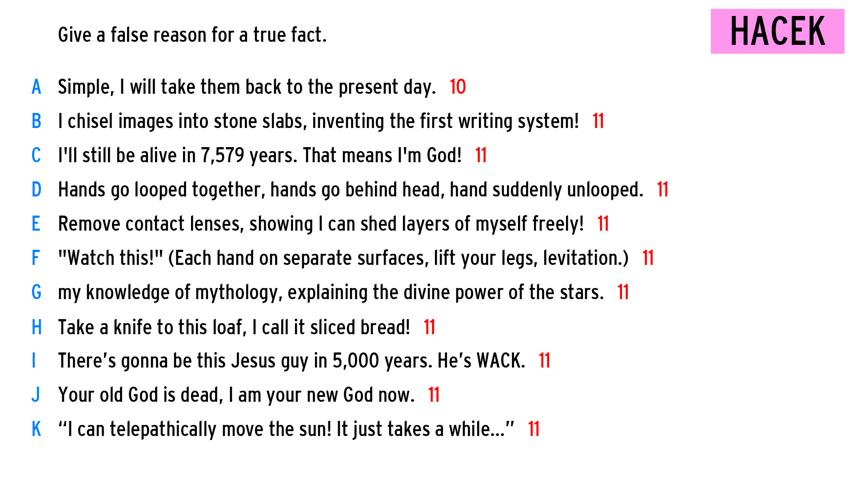 Give a false reason for a true fact.
HACEK
A Simple, I will take them back to the present day. 10
B I chisel images into stone slabs, inventing the first writing system! 11
C I'll still be alive in 7,579 years. That means I'm God! 11
D Hands go looped together, hands go behind head, hand suddenly unlooped. 11
E Remove contact lenses, showing I can shed layers of myself freely! 11
F "Watch this!" (Each hand on separate surfaces, lift your legs, levitation.) 11
G my knowledge of mythology, explaining the divine power of the stars. 11
H Take a knife to this loaf, I call it sliced bread! 11
I There’s gonna be this Jesus guy in 5,000 years. He’s WACK. 11
J Your old God is dead, I am your new God now. 11
K “I can telepathically move the sun! It just takes a while...” 11